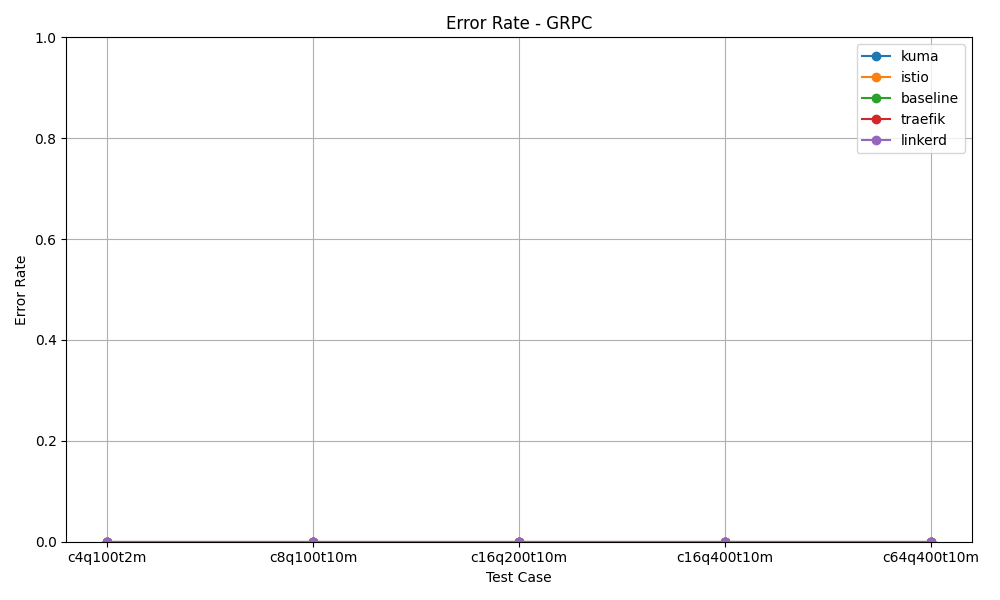 Error Rate - GRPC
1.0
0.8
0.6
0.4
0.2
0.0
Error Rate
kuma
istio
baseline
traefik
linkerd
c4q100t2m
c8q100t10m
c16q200t10m
c16q400t10m
c64q400t10m
Test Case